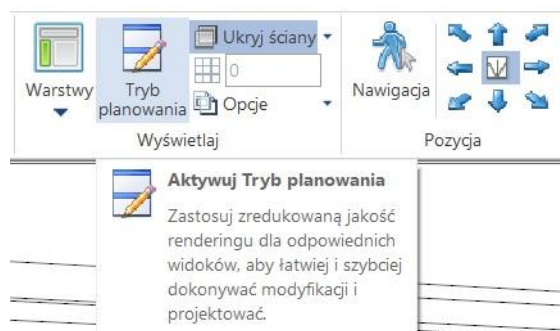 Ukryj ściany
0
Opcje
Warstwy
Tryb
planowania
Nawigacja
Wyświetlaj
Pozycja
Aktywuj Tryb planowania
Zastosuj zredukowaną jakość
renderingu dla odpowiednich
widoków, aby łatwiej i szybciej
dokonywać modyfikacji i
projektować.